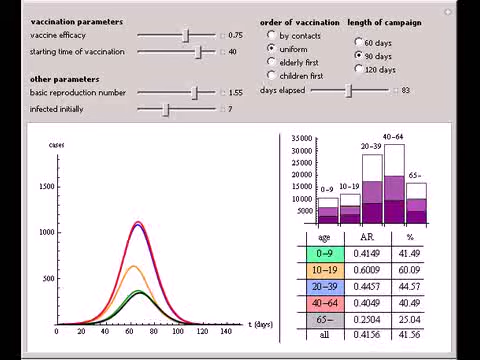 vaccination parameters
vaccine efficacy 0.75
starting time of vaccination 40
other parameters
basic reproduction number 1.55
infected initially 7
order of vaccination
by contacts
uniform
elderly first
children first
length of campaign
60 days
90 days
120 days
days elapsed 83
cases
1500
1000
500
0 20 40 60 80 100 120 140 t (days)
35000
30000
25000
20000
15000
10000
5000
0-9
10-19
20-39
40-64
65-
age AR %
0-9 0.4149 41.49
10-19 0.6009 60.09
20-39 0.4457 44.57
40-64 0.4049 40.49
65- 0.2504 25.04
all 0.4156 41.56